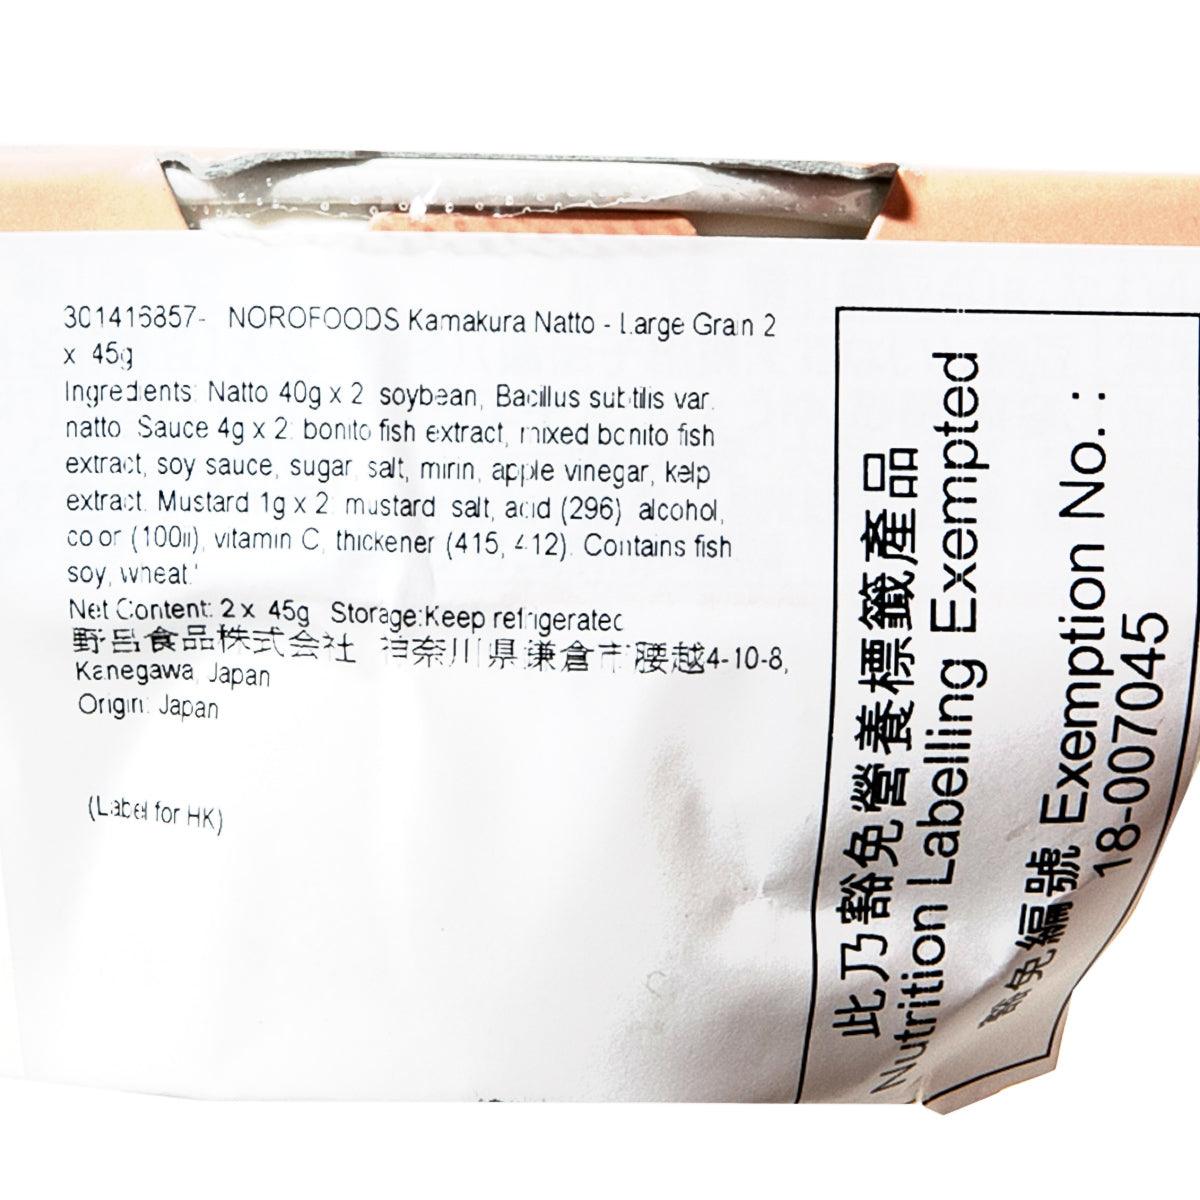 301416857- NOROFOODS Kamakura Natto - Large Grain 2
x 45g
Ingredients: Natto 40g x 2 soybean, Bacillus subtilis var.
natto. Sauce 4g x 2: bonito fish extract, mixed bonito fish
extract, soy sauce, sugar, salt, mirin, apple vinegar, kelp
extract. Mustard 1g x 2: mustard salt, acid (296) alcohol,
color (100ii), vitamin C, thickener (415, 412). Contains fish
soy, wheat.'
Net Content: 2 x 45g Storage:Keep refrigerated
野呂食品株式会社 神奈川県鎌倉市腰越4-10-8,
Kanegawa, Japan
Origin: Japan
(Label for HK)
此乃豁免營養標籤產品
Nutrition Labelling Exempted
豁免編號 Exemption No. :
18-007045